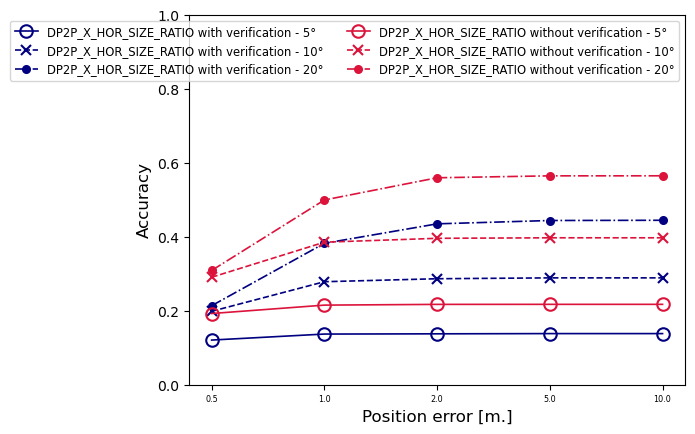 1.0
DP2P_X_HOR_SIZE_RATIO with verification - 5°
DP2P_X_HOR_SIZE_RATIO without verification - 5°
DP2P_X_HOR_SIZE_RATIO with verification - 10°
DP2P_X_HOR_SIZE_RATIO without verification - 10°
DP2P_X_HOR_SIZE_RATIO with verification - 20°
DP2P_X_HOR_SIZE_RATIO without verification - 20°
0.8
0.6
0.4
0.2
0.0
Accuracy
0.5 1.0 2.0 5.0 10.0
Position error [m.]